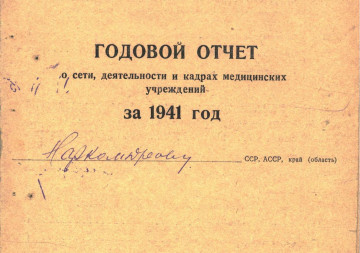 ГОДОВОЙ ОТЧЕТ
о сети, деятельности и кадрах медицинских
учреждений
за 1941 год
ССР, АССР, край (область)